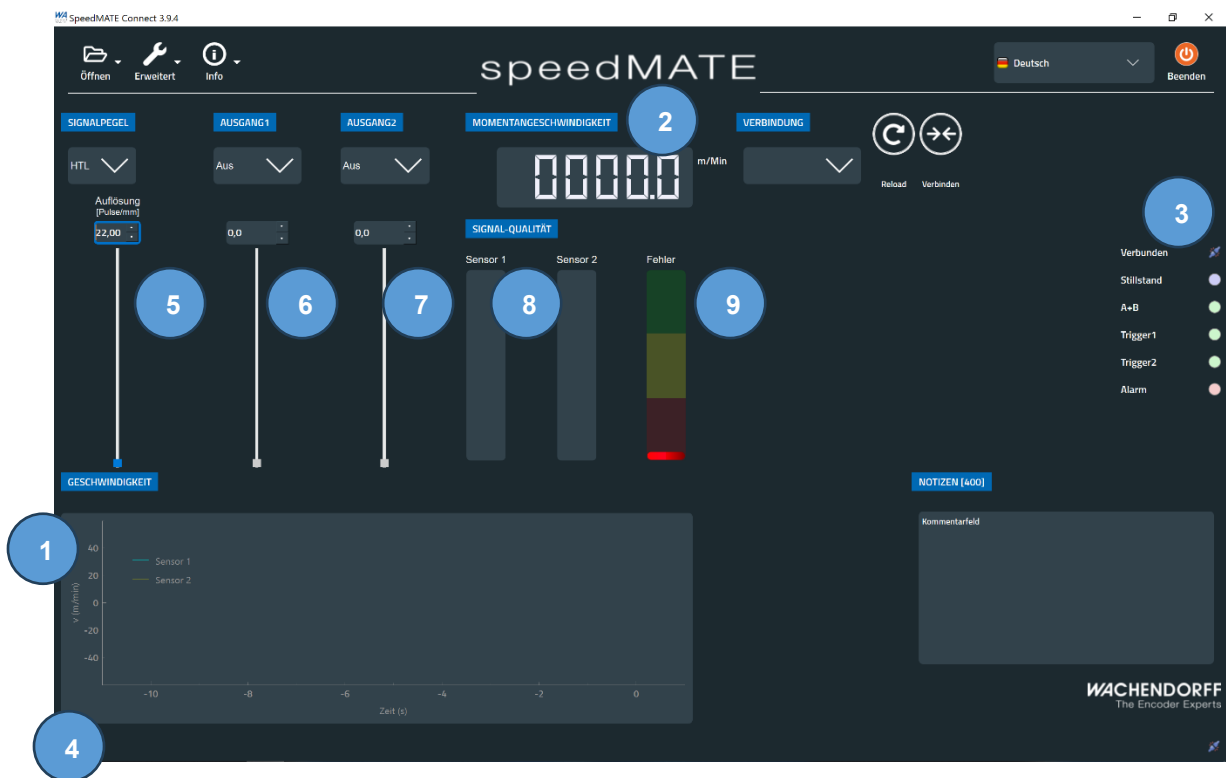 SpeedMATE Connect 3.9.4
Öffnen Erweitert Info
speedMATE
Deutsch
Beenden
SIGNALPEGEL AUSGANG1 AUSGANG2 MOMENTANGESCHWINDIGKEIT 2 VERBINDUNG
HTL Aus Aus 0000.0 m/Min
Reload Verbinden
Auflösung
[Pulse/mm]
22,00 0,0 0,0
SIGNAL-QUALITÄT
3
Sensor 1 Sensor 2 Fehler
5 6 7 8 9
Verbunden
Stillstand
A+B
Trigger1
Trigger2
Alarm
GESCHWINDIGKEIT
1
40
20
0
-20
-40
v (m/min)
Sensor 1
Sensor 2
-10 -8 -6 -4 -2 0
Zeit (s)
4
NOTIZEN [400]
Kommentarfeld
WACHENDORFF
The Encoder Experts